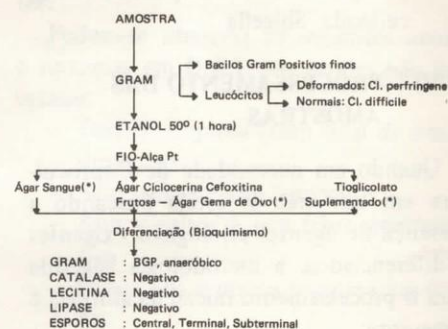 AMOSTRA
GRAM
Bacilos Gram Positivos finos
Leucócitos
Deformados: Cl. perfringene
Normais: Cl. difficile
ETANOL 50º (1 hora)
FIO-Alça Pt
Ágar Sangue(*)
Ágar Ciclocerina Cefoxitina
Frutose – Ágar Gema de Ovo(*)
Tioglicolato
Suplementado(*)
Diferenciação (Bioquimismo)
GRAM : BGP, anaeróbico
CATALASE : Negativo
LECITINA : Negativo
LIPASE : Negativo
ESPOROS : Central, Terminal, Subterminal